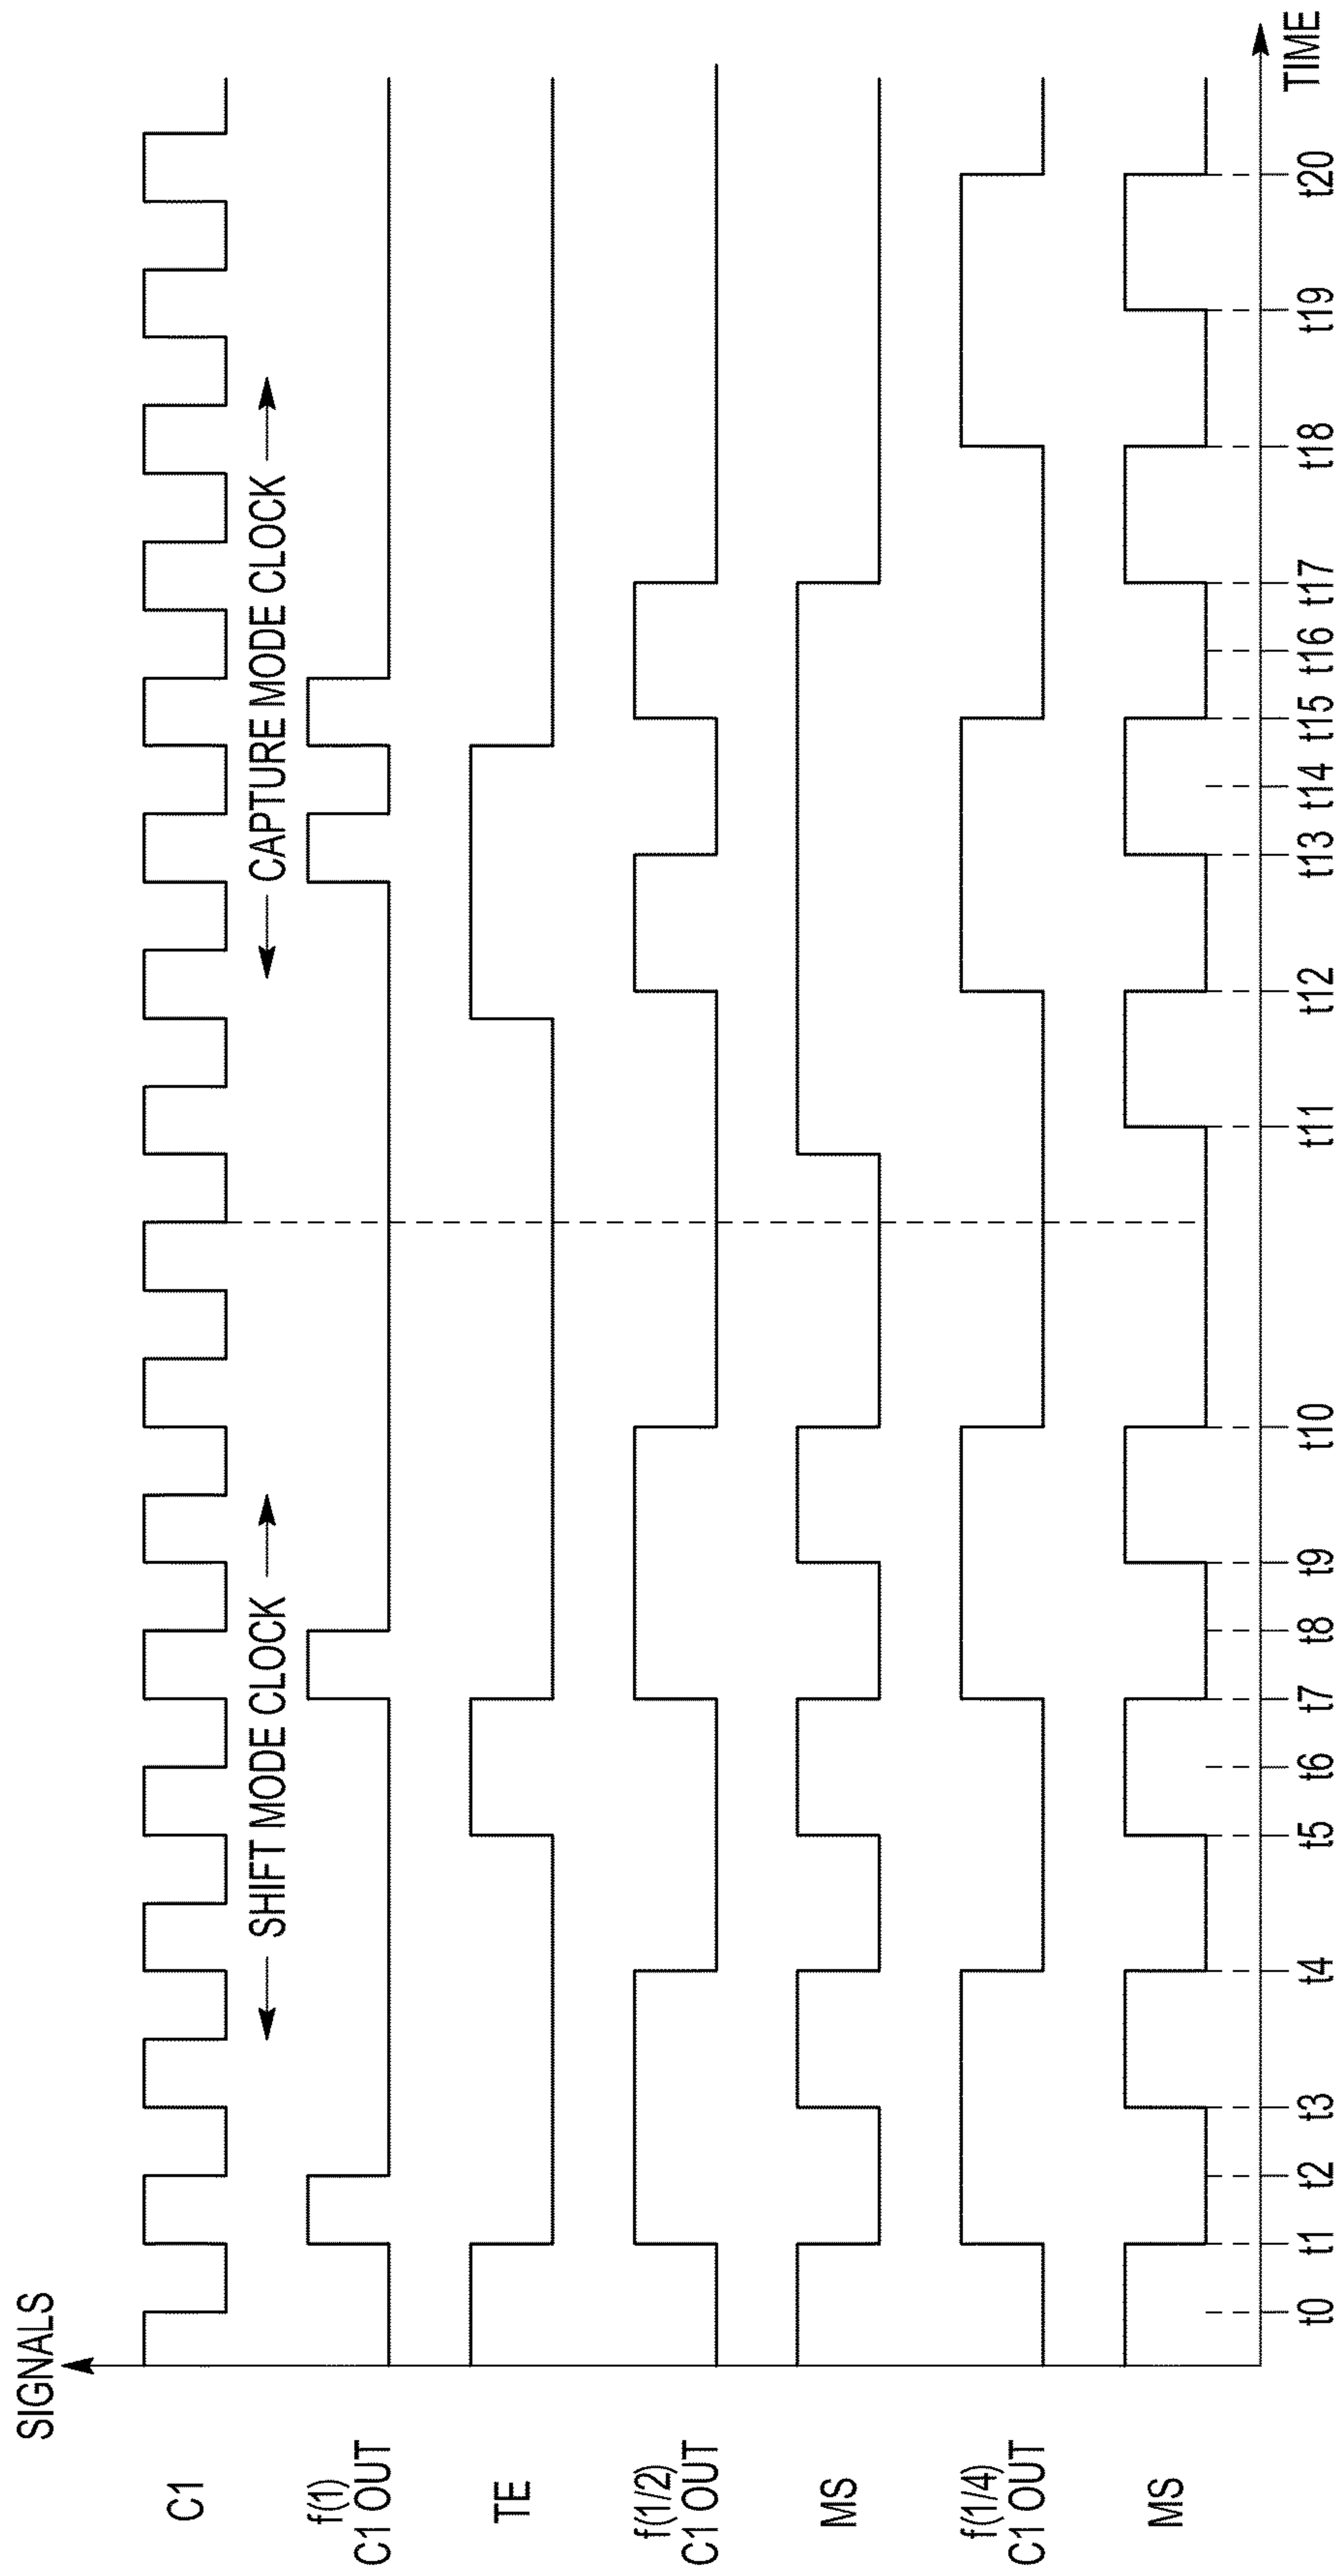 SIGNALS
C1
SHIFT MODE CLOCK
CAPTURE MODE CLOCK
f(1)
C1 OUT
TE
f(1/2)
C1 OUT
MS
f(1/4)
C1 OUT
MS
t0 t1 t2 t3 t4 t5 t6 t7 t8 t9 t10 t11 t12 t13 t14 t15 t16 t17 t18 t19 t20
TIME